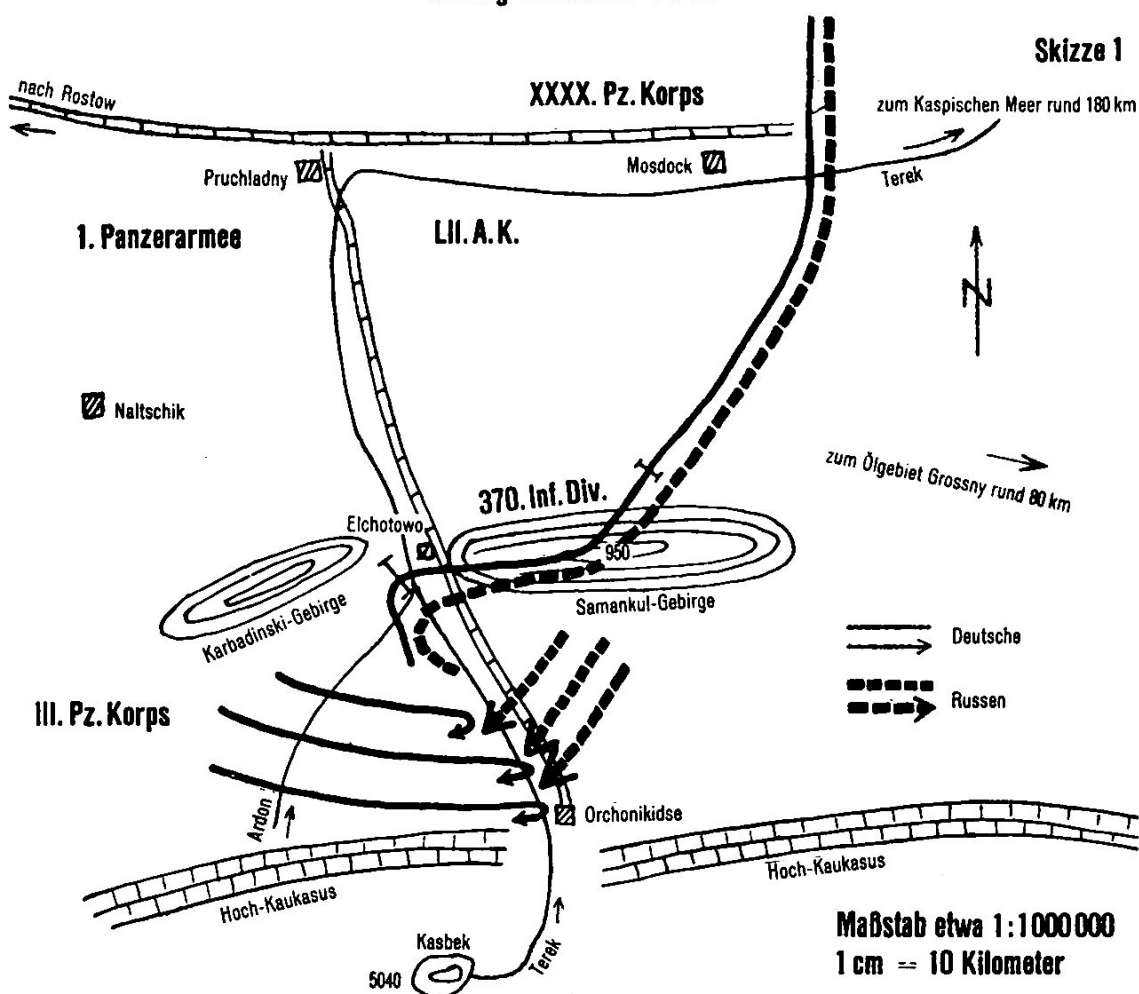 Skizze 1
nach Rostow
XXXX. Pz. Korps
zum Kaspischen Meer rund 180 km
Pruchladny
Mosdock
Terek
1. Panzerarmee
LII. A. K.
N
Naltschik
zum Ölgebiet Grossny rund 80 km
370. Inf. Div.
Elchotowo
950
Karbadinski-Gebirge
Samankul-Gebirge
Deutsche
III. Pz. Korps
Russen
Ardon
Orchonikidse
Hoch-Kaukasus
Hoch-Kaukasus
Kasbek
5040
Terek
Maßstab etwa 1:1000000
1 cm = 10 Kilometer